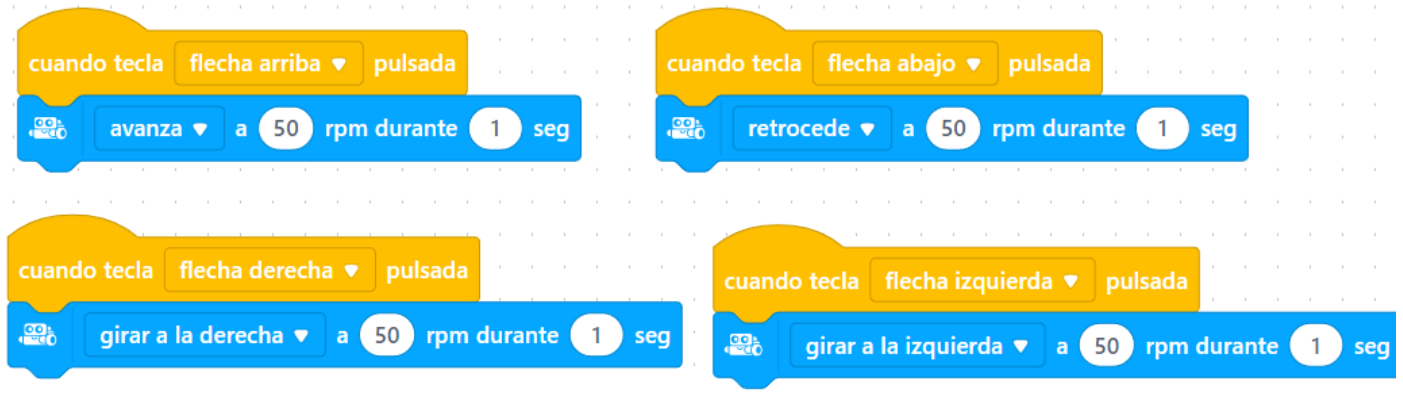 cuando tecla flecha arriba pulsada
avanza a 50 rpm durante 1 seg
cuando tecla flecha abajo pulsada
retrocede a 50 rpm durante 1 seg
cuando tecla flecha derecha pulsada
girar a la derecha a 50 rpm durante 1 seg
cuando tecla flecha izquierda pulsada
girar a la izquierda a 50 rpm durante 1 seg